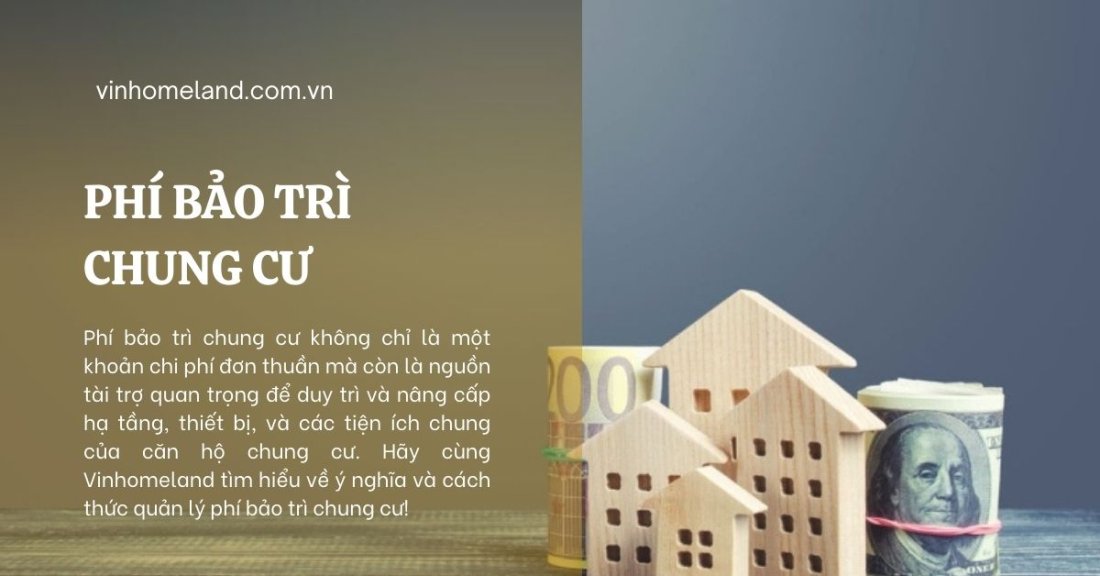 vinhomeland.com.vn
PHÍ BẢO TRÌ
CHUNG CƯ
Phí bảo trì chung cư không chỉ là một
khoản chi phí đơn thuần mà còn là nguồn
tài trợ quan trọng để duy trì và nâng cấp
hạ tầng, thiết bị, và các tiện ích chung
của căn hộ chung cư. Hãy cùng
Vinhomeland tìm hiểu về ý nghĩa và cách
thức quản lý phí bảo trì chung cư!
200